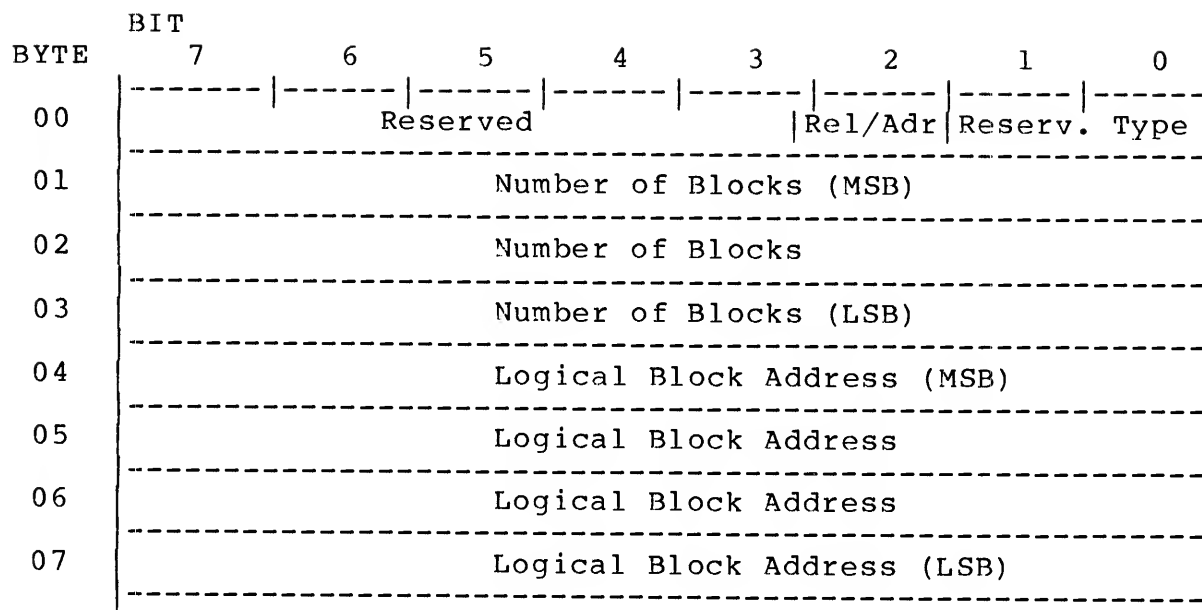 BIT
BYTE 7 6 5 4 3 2 1 0
00 Reserved |Rel/Adr|Reserv. Type
01 Number of Blocks (MSB)
02 Number of Blocks
03 Number of Blocks (LSB)
04 Logical Block Address (MSB)
05 Logical Block Address
06 Logical Block Address
07 Logical Block Address (LSB)